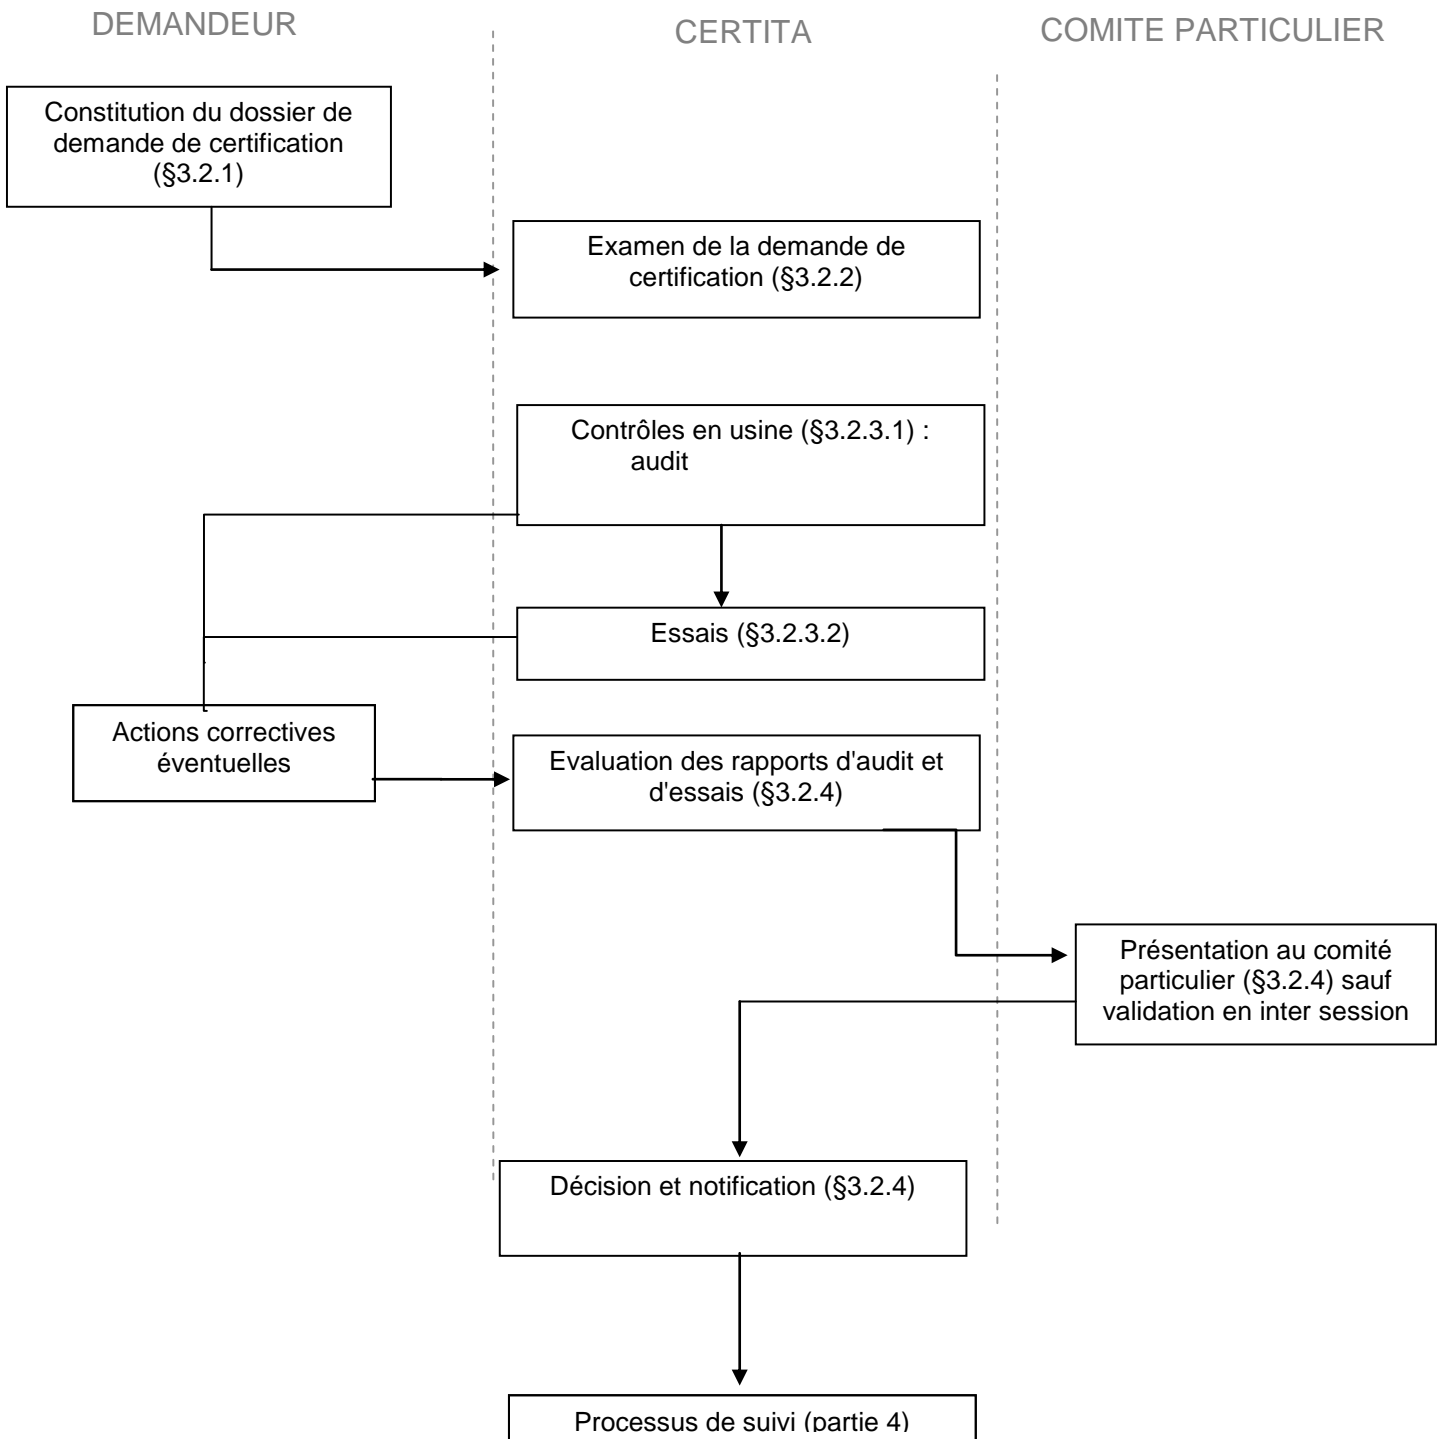 DEMANDEUR
CERTITA
COMITE PARTICULIER
Constitution du dossier de
demande de certification
(§3.2.1)
Examen de la demande de
certification (§3.2.2)
Contrôles en usine (§3.2.3.1) :
audit
Essais (§3.2.3.2)
Actions correctives
éventuelles
Evaluation des rapports d'audit et
d'essais (§3.2.4)
Présentation au comité
particulier (§3.2.4) sauf
validation en inter session
Décision et notification (§3.2.4)
Processus de suivi (partie 4)